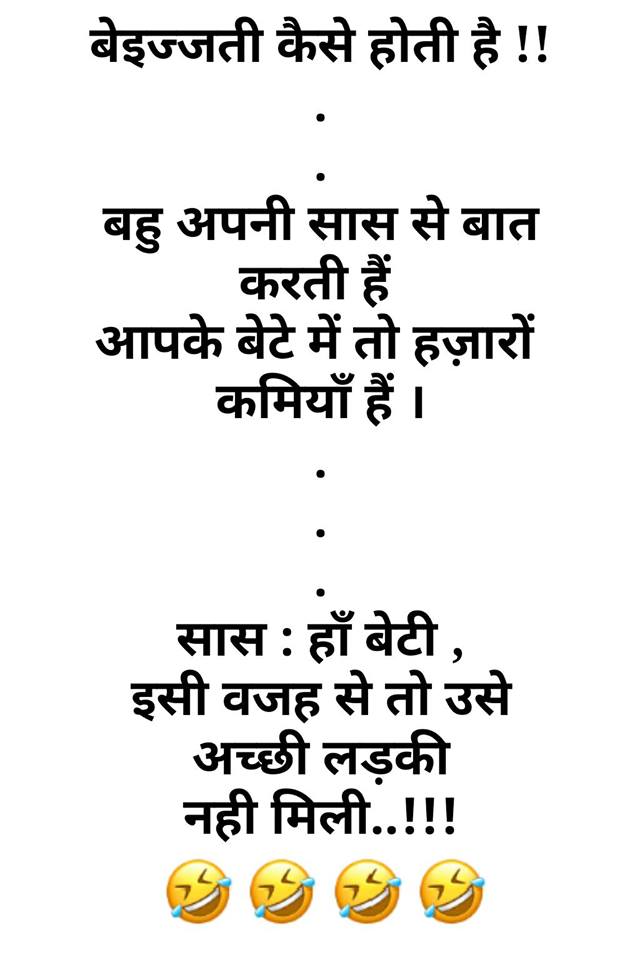 बेइज्जती कैसे होती है !!
.
.
बहु अपनी सास से बात
करती हैं
आपके बेटे में तो हज़ारों
कमियाँ हैं ।
.
.
.
सास : हाँ बेटी ,
इसी वजह से तो उसे
अच्छी लड़की
नही मिली..!!!
🤣 🤣 🤣 🤣